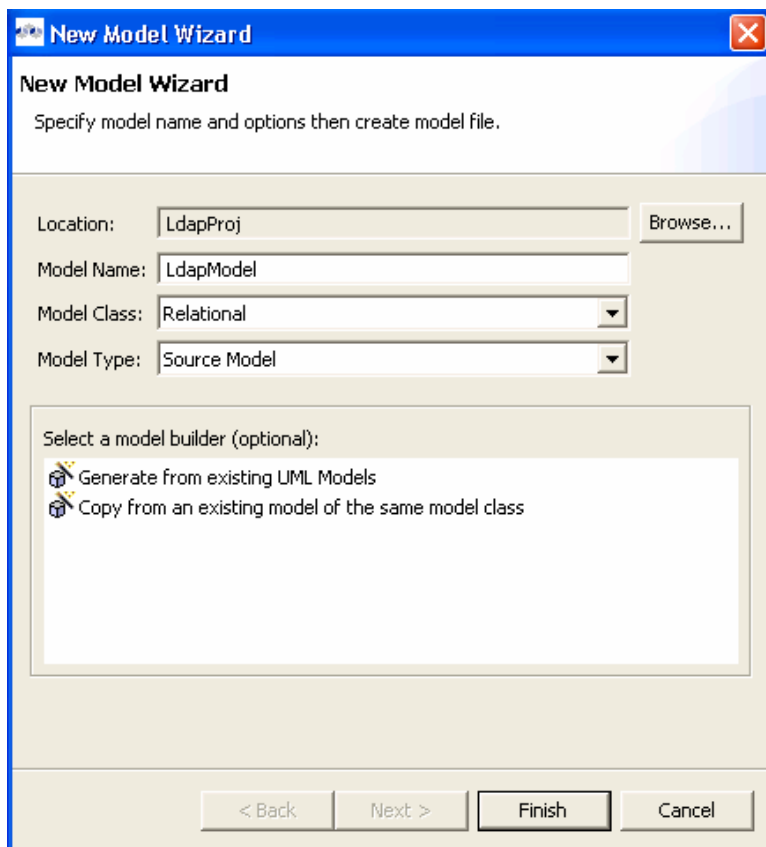 New Model Wizard
New Model Wizard
Specify model name and options then create model file.
Location: LdapProj Browse...
Model Name: LdapModel
Model Class: Relational
Model Type: Source Model
Select a model builder (optional):
Generate from existing UML Models
Copy from an existing model of the same model class
< Back Next > Finish Cancel